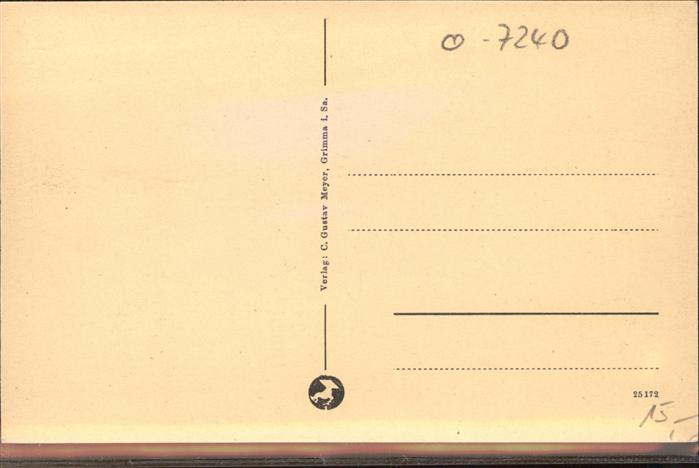 o -7240
Verlag: C. Gustav Meyer, Grimma i. Sa.
25172
15,-